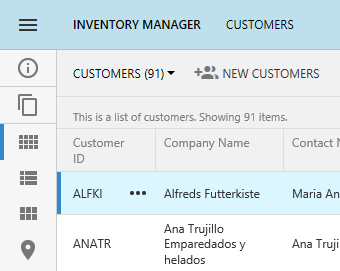 INVENTORY MANAGER CUSTOMERS
CUSTOMERS (91) NEW CUSTOMERS
This is a list of customers. Showing 91 items.
Customer ID Company Name Contact N
ALFKI ••• Alfreds Futterkiste Maria An
ANATR Ana Trujillo Emparedados y helados Ana Truj